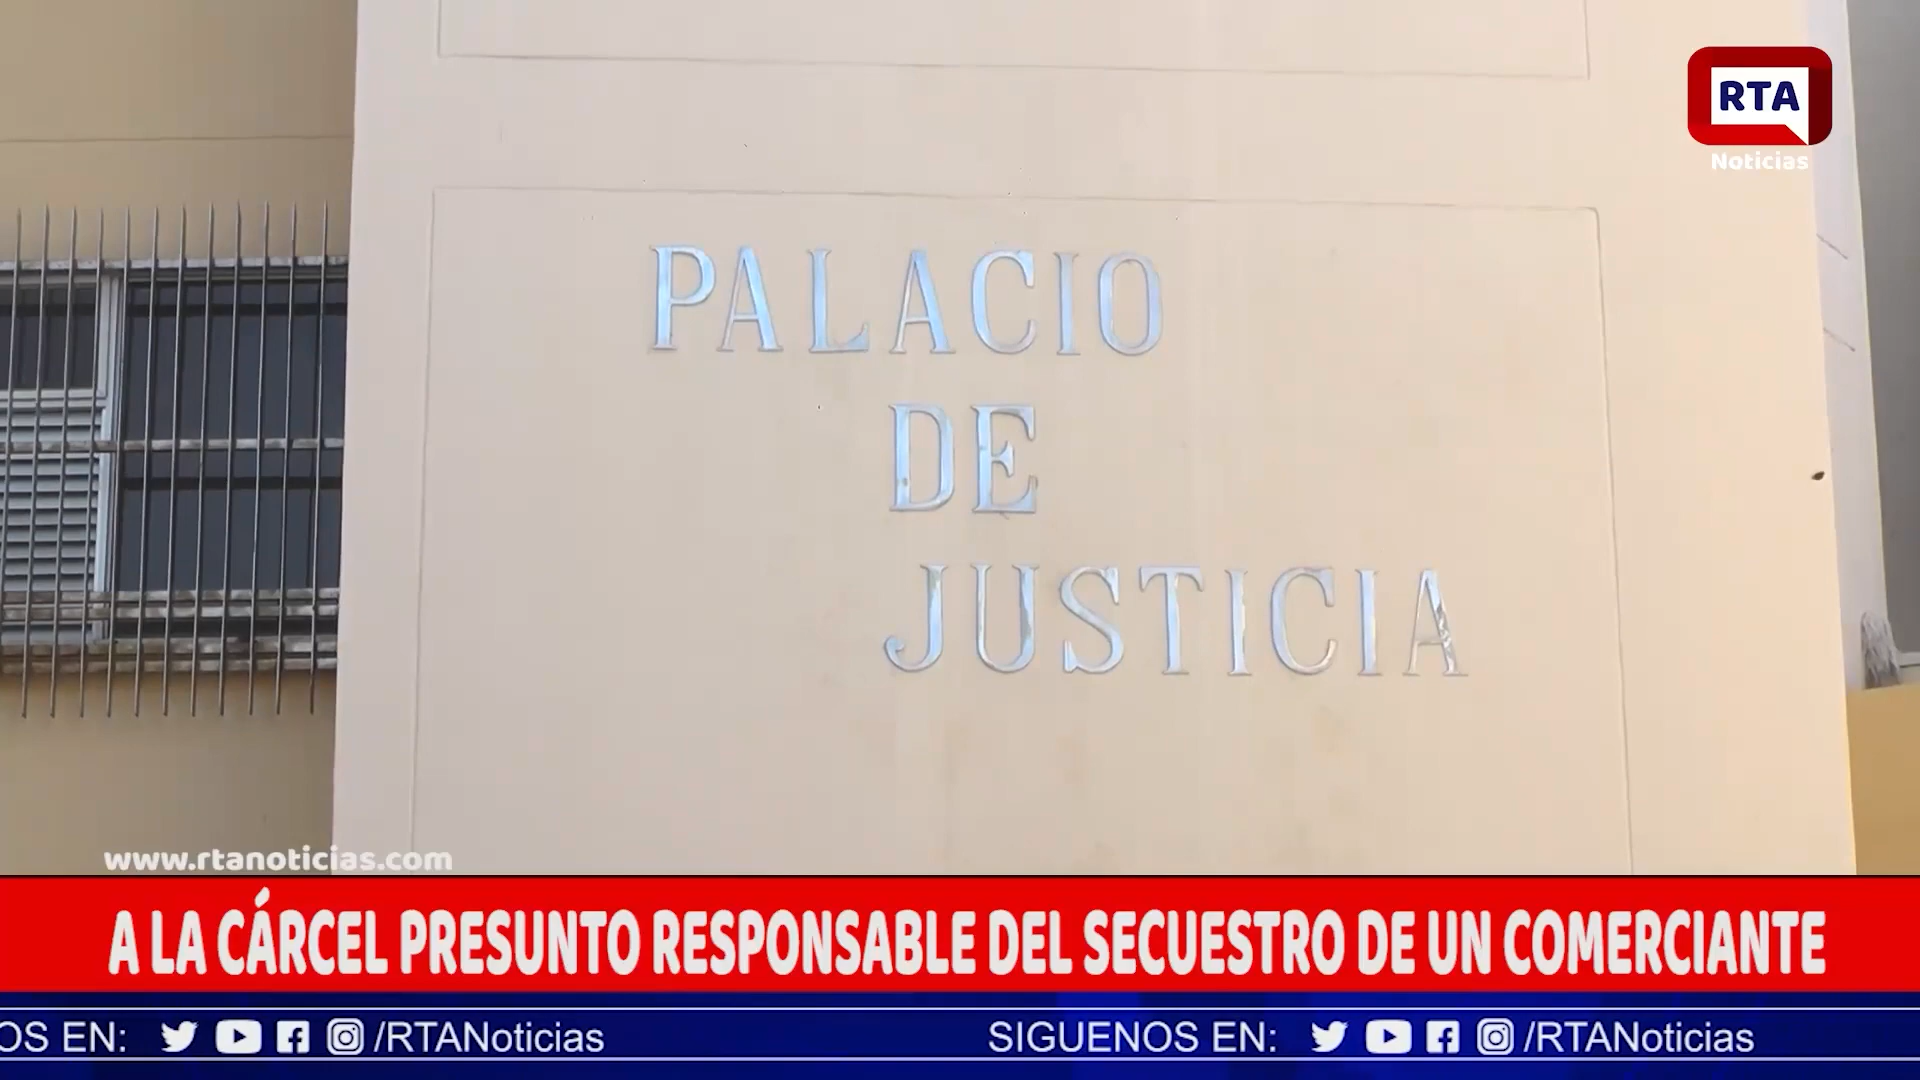 RTA
Noticias
PALACIO
DE
JUSTICIA
www.rtanoticias.com
A LA CÁRCEL PRESUNTO RESPONSABLE DEL SECUESTRO DE UN COMERCIANTE
OS EN: /RTANoticias SIGUENOS EN: /RTANoticias